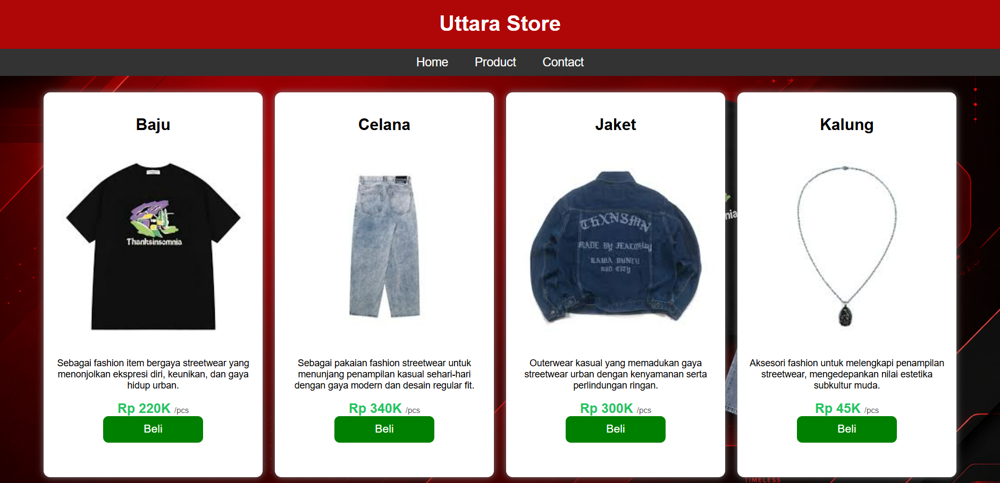 Uttara Store
Home Product Contact
Baju
Thanksinsomnia
Sebagai fashion item bergaya streetwear yang
menonjolkan ekspresi diri, keunikan, dan gaya
hidup urban.
Rp 220K /pcs
Beli
Celana
Sebagai pakaian fashion streetwear untuk
menunjang penampilan kasual sehari-hari
dengan gaya modern dan desain regular fit.
Rp 340K /pcs
Beli
Jaket
THXNSMN
MADE BY JEALOUSY
RAWA BUNTU
BSD CITY
Outerwear kasual yang memadukan gaya
streetwear urban dengan kenyamanan serta
perlindungan ringan.
Rp 300K /pcs
Beli
nia
Kalung
Aksesori fashion untuk melengkapi penampilan
streetwear, mengedepankan nilai estetika
subkultur muda.
Rp 45K /pcs
Beli
TIMELESS